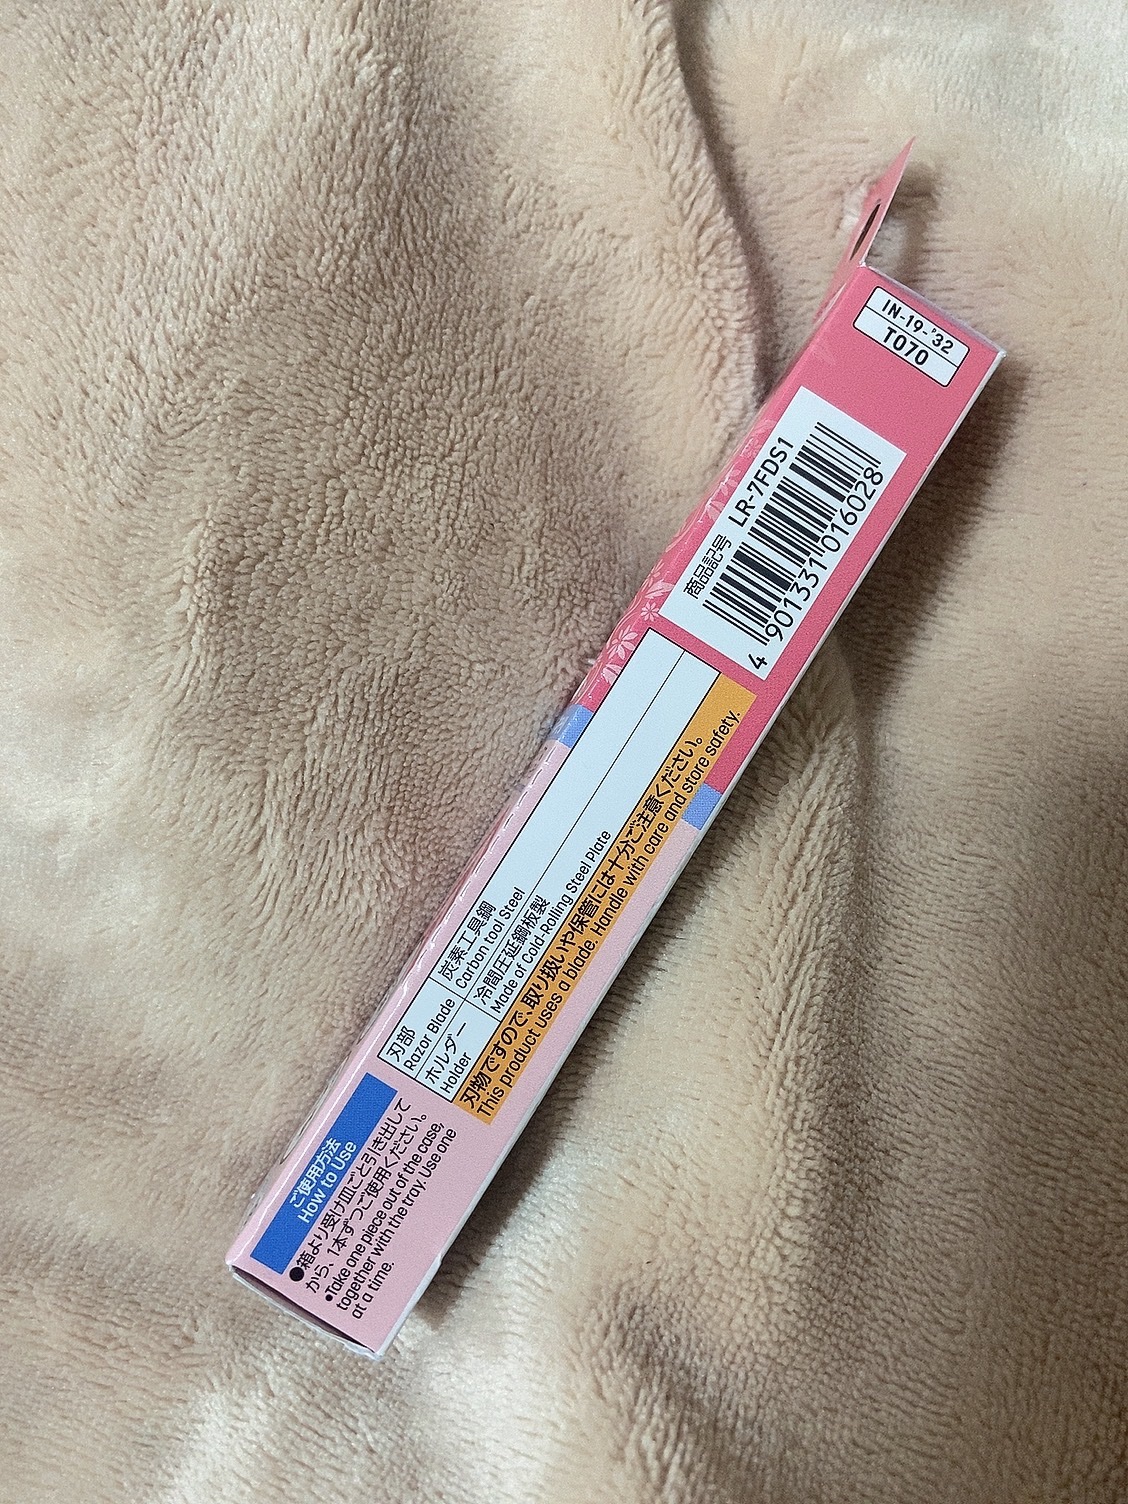 IN-19-'32
T070
商品記号 LR-7FDS1
4 901331 016028
刃部
Razor Blade
炭素工具鋼
Carbon tool Steel
ホルダー
Holder
冷間圧延鋼板製
Made of Cold-Rolling Steel Plate
刃物ですので、取り扱いや保管には十分ご注意ください。
This product uses a blade. Handle with care and store safety.
ご使用方法
How to Use
●箱より受け皿ごと引き出して
から、1本ずつご使用ください。
•Take one piece out of the case,
together with the tray. Use one
at a time.